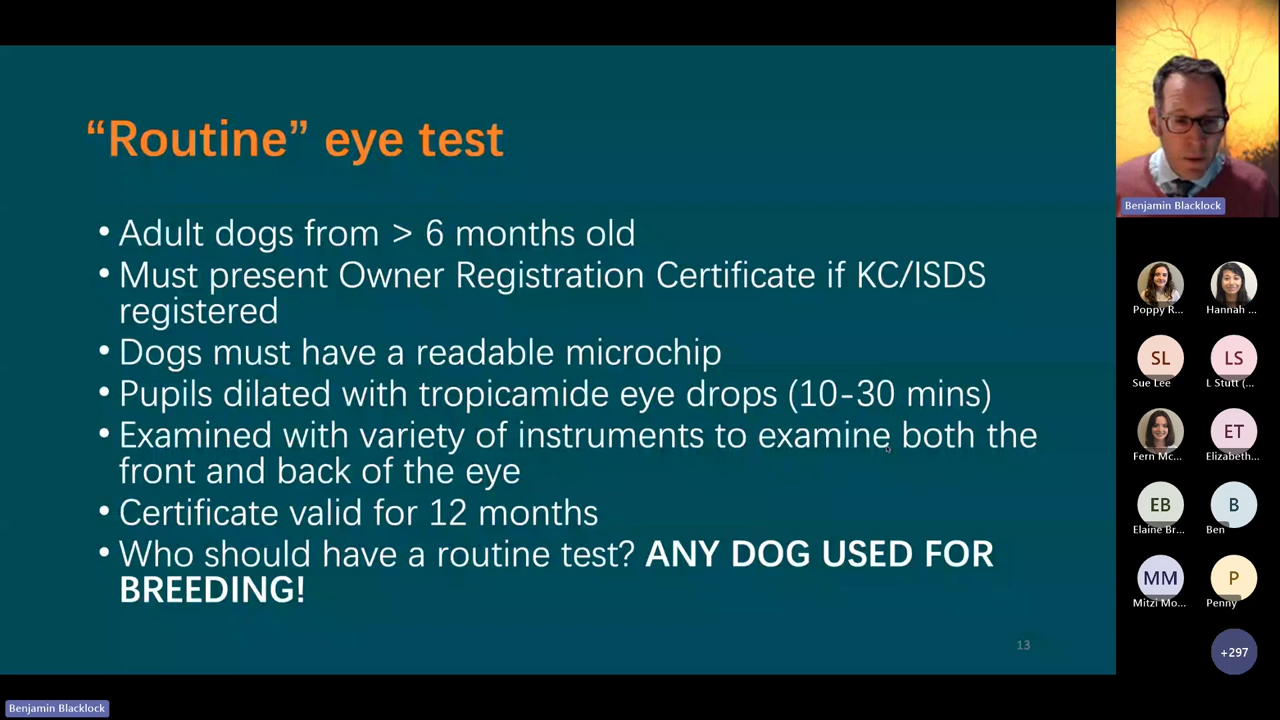 “Routine” eye test
• Adult dogs from > 6 months old
• Must present Owner Registration Certificate if KC/ISDS
registered
• Dogs must have a readable microchip
• Pupils dilated with tropicamide eye drops (10-30 mins)
• Examined with variety of instruments to examine both the
front and back of the eye
• Certificate valid for 12 months
• Who should have a routine test? ANY DOG USED FOR
BREEDING!
13
Benjamin Blacklock
Poppy R...
Hannah ...
SL
LS
Sue Lee
L Stutt (...
ET
Fern Mc...
Elizabeth...
EB
B
Elaine Br...
Ben
MM
P
Mitzi Mo...
Penny
+297
Benjamin Blacklock